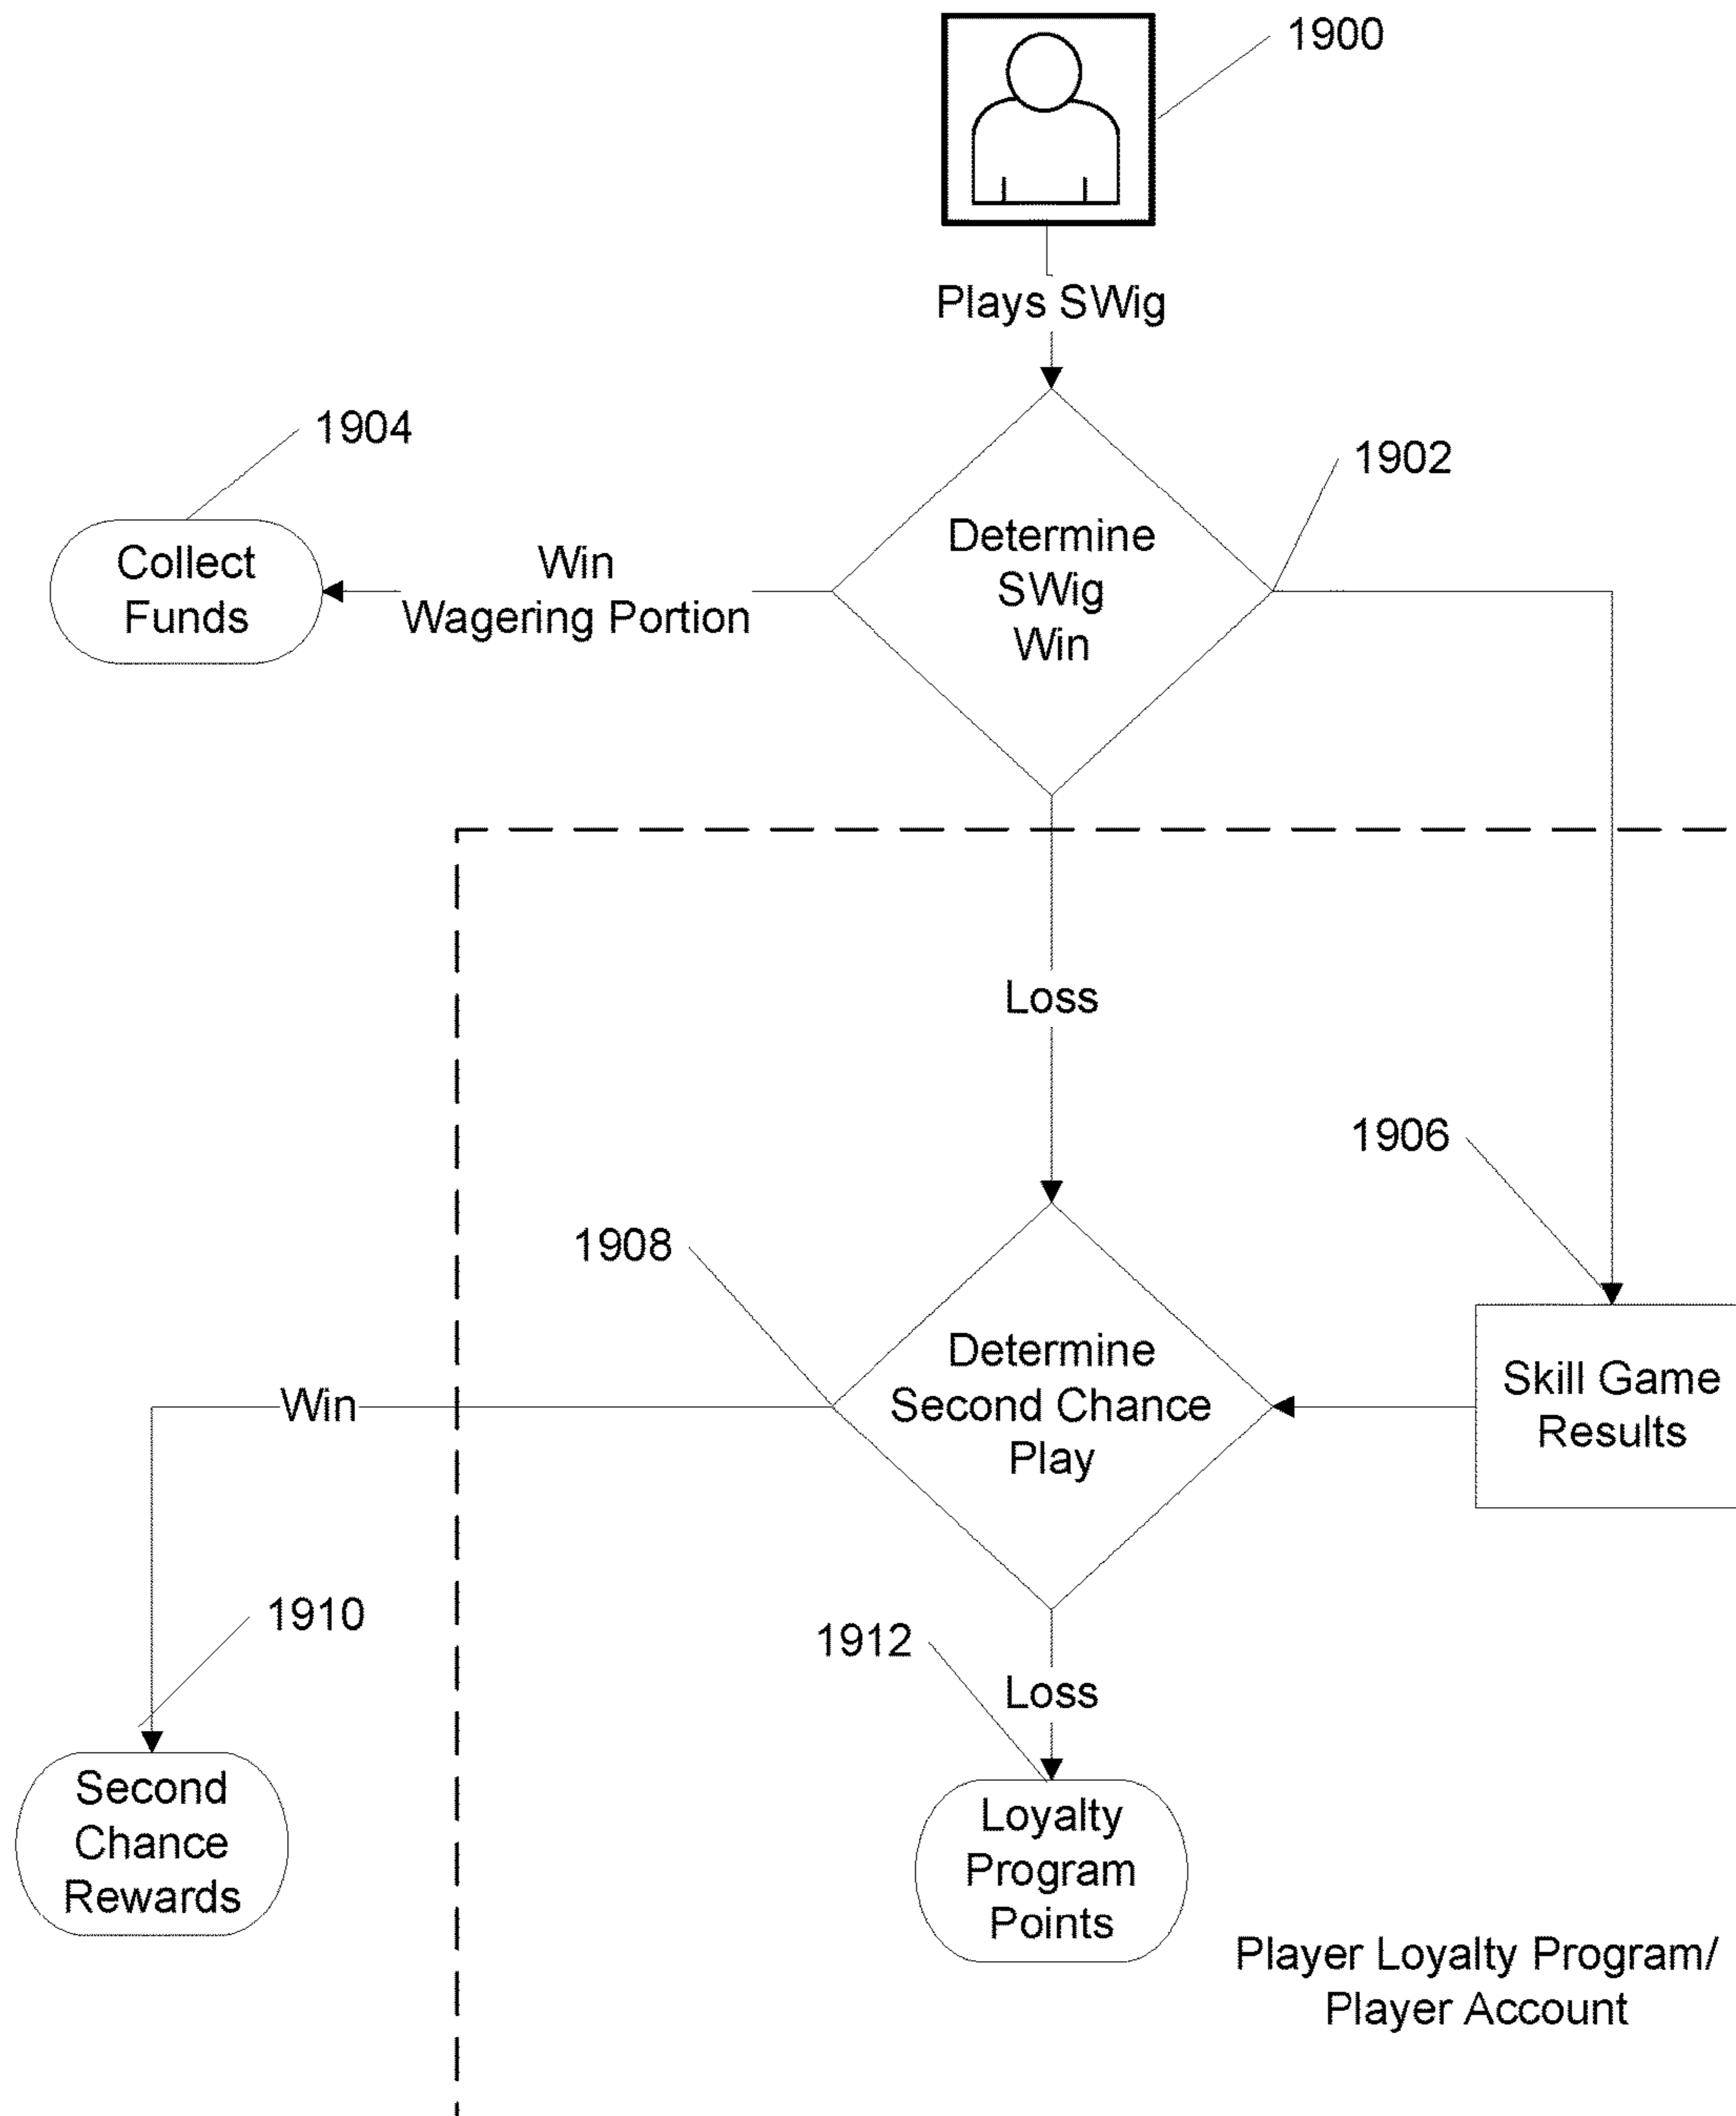 1900
Plays SWig
1904
1902
Collect
Funds
Win
Wagering Portion
Determine
SWig
Win
Loss
1906
1908
Determine
Second Chance
Play
Skill Game
Results
Win
1910
1912
Loss
Second
Chance
Rewards
Loyalty
Program
Points
Player Loyalty Program/
Player Account